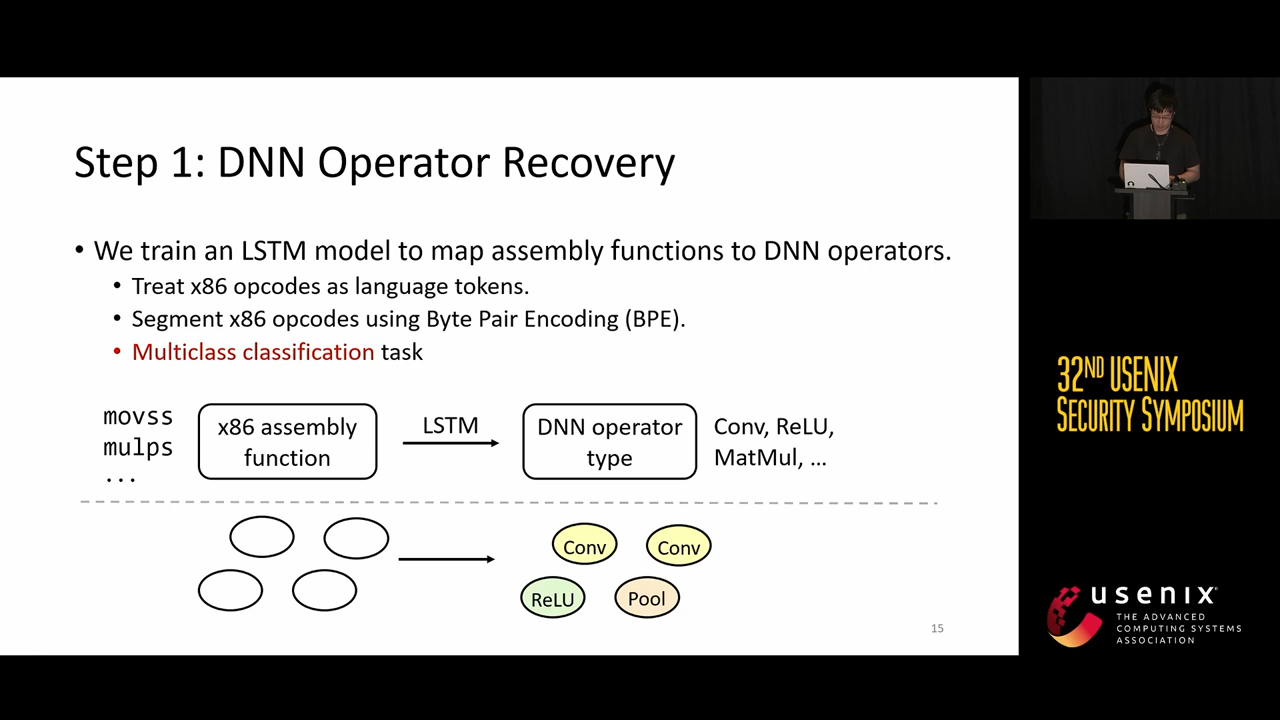 Step 1: DNN Operator Recovery
• We train an LSTM model to map assembly functions to DNN operators.
• Treat x86 opcodes as language tokens.
• Segment x86 opcodes using Byte Pair Encoding (BPE).
• Multiclass classification task
movss
mulps
...
x86 assembly
function
LSTM
DNN operator
type
Conv, ReLU,
MatMul, ...
Conv
Conv
ReLU
Pool
15
32ND USENIX
SECURITY SYMPOSIUM
usenix
THE ADVANCED
COMPUTING SYSTEMS
ASSOCIATION